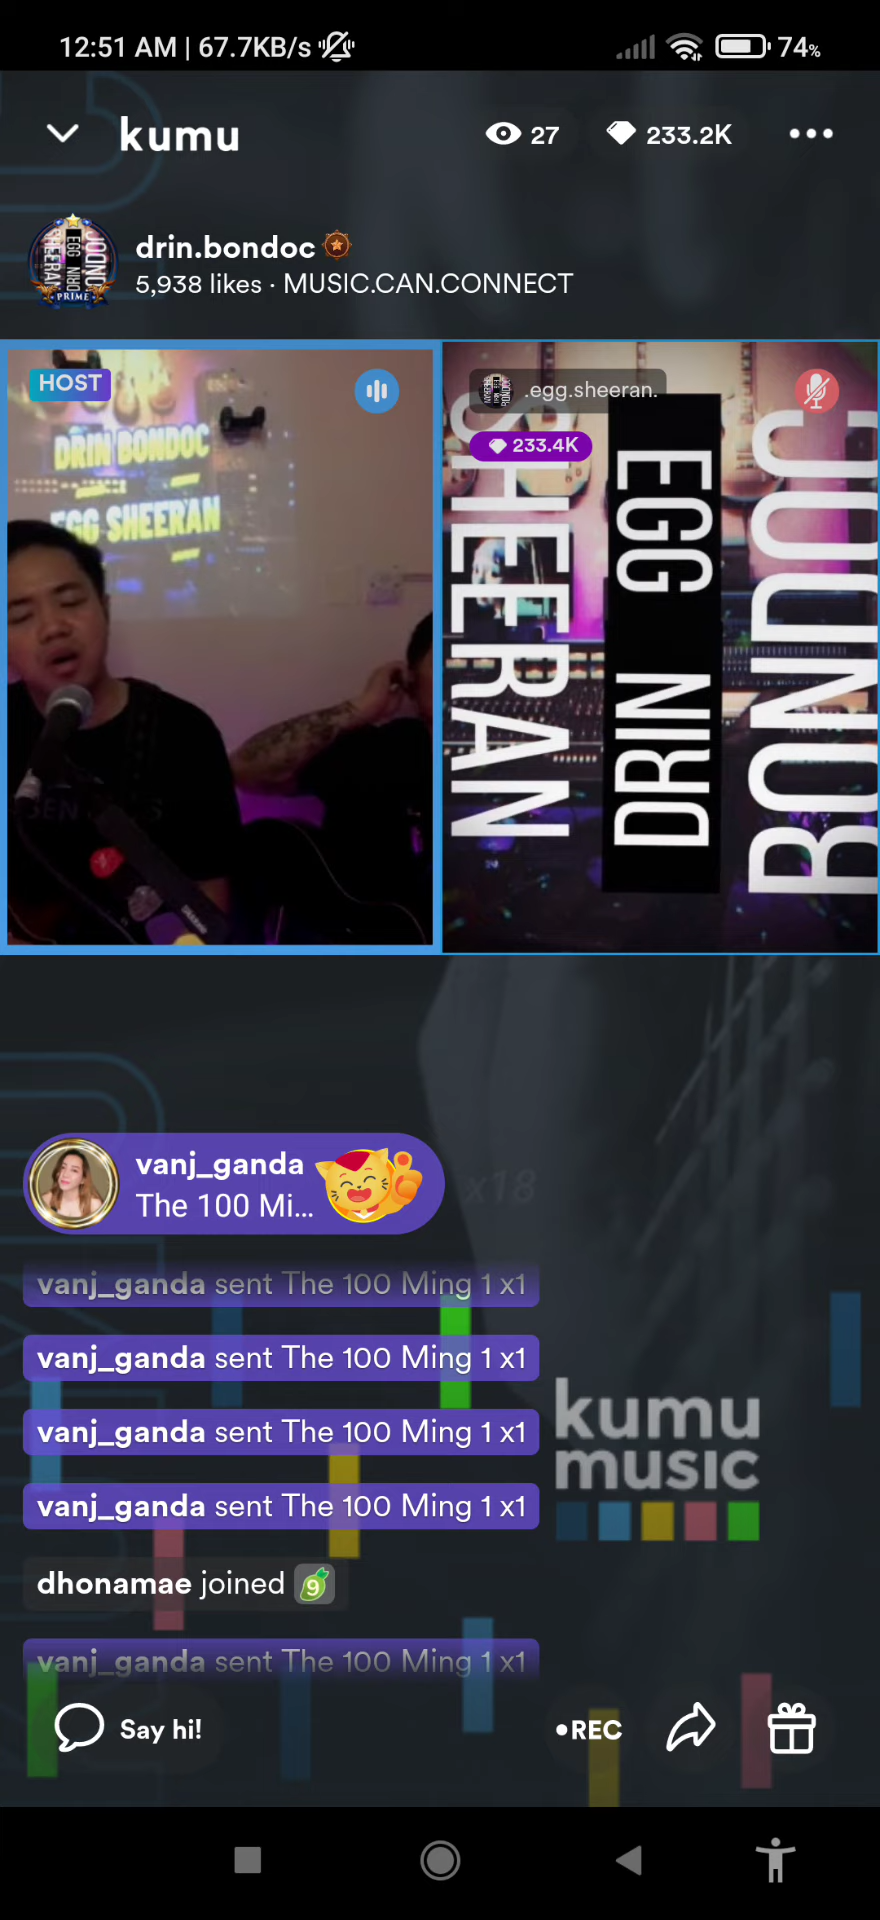 12:51 AM | 67.7KB/s
74%
kumu
27
233.2K
drin.bondoc
5,938 likes · MUSIC.CAN.CONNECT
PRIME
HOST
DRIN BONDOC
EGG SHEERAN
.egg.sheeran.
233.4K
SHEERAN
EGG DRIN
BONDOC
vanj_ganda
The 100 Mi...
x18
vanj_ganda sent The 100 Ming 1 x1
vanj_ganda sent The 100 Ming 1 x1
vanj_ganda sent The 100 Ming 1 x1
vanj_ganda sent The 100 Ming 1 x1
dhonamae joined 9
vanj_ganda sent The 100 Ming 1 x1
kumu
music
Say hi!
•REC